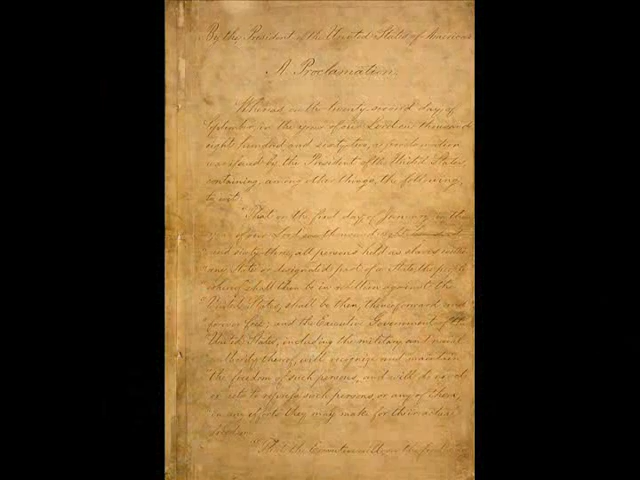 By the President of the United States of America:
A Proclamation.
Whereas, on the twenty-second day of
September, in the year of our Lord one thousand
eight hundred and sixty two, a proclamation
was issued by the President of the United States,
containing, among other things, the following,
to wit:
"That on the first day of January, in the
year of our Lord one thousand eight hundred
and sixty-three, all persons held as slaves within
any State or designated part of a State, the people
whereof shall then be in rebellion against the
United States, shall be then, thenceforward, and
forever free; and the Executive Government of the
United States, including the military and naval
authority thereof, will recognize and maintain
the freedom of such persons, and will do no act
or acts to repress such persons, or any of them,
in any efforts they may make for their actual
freedom.
"That the Executive will, on the first